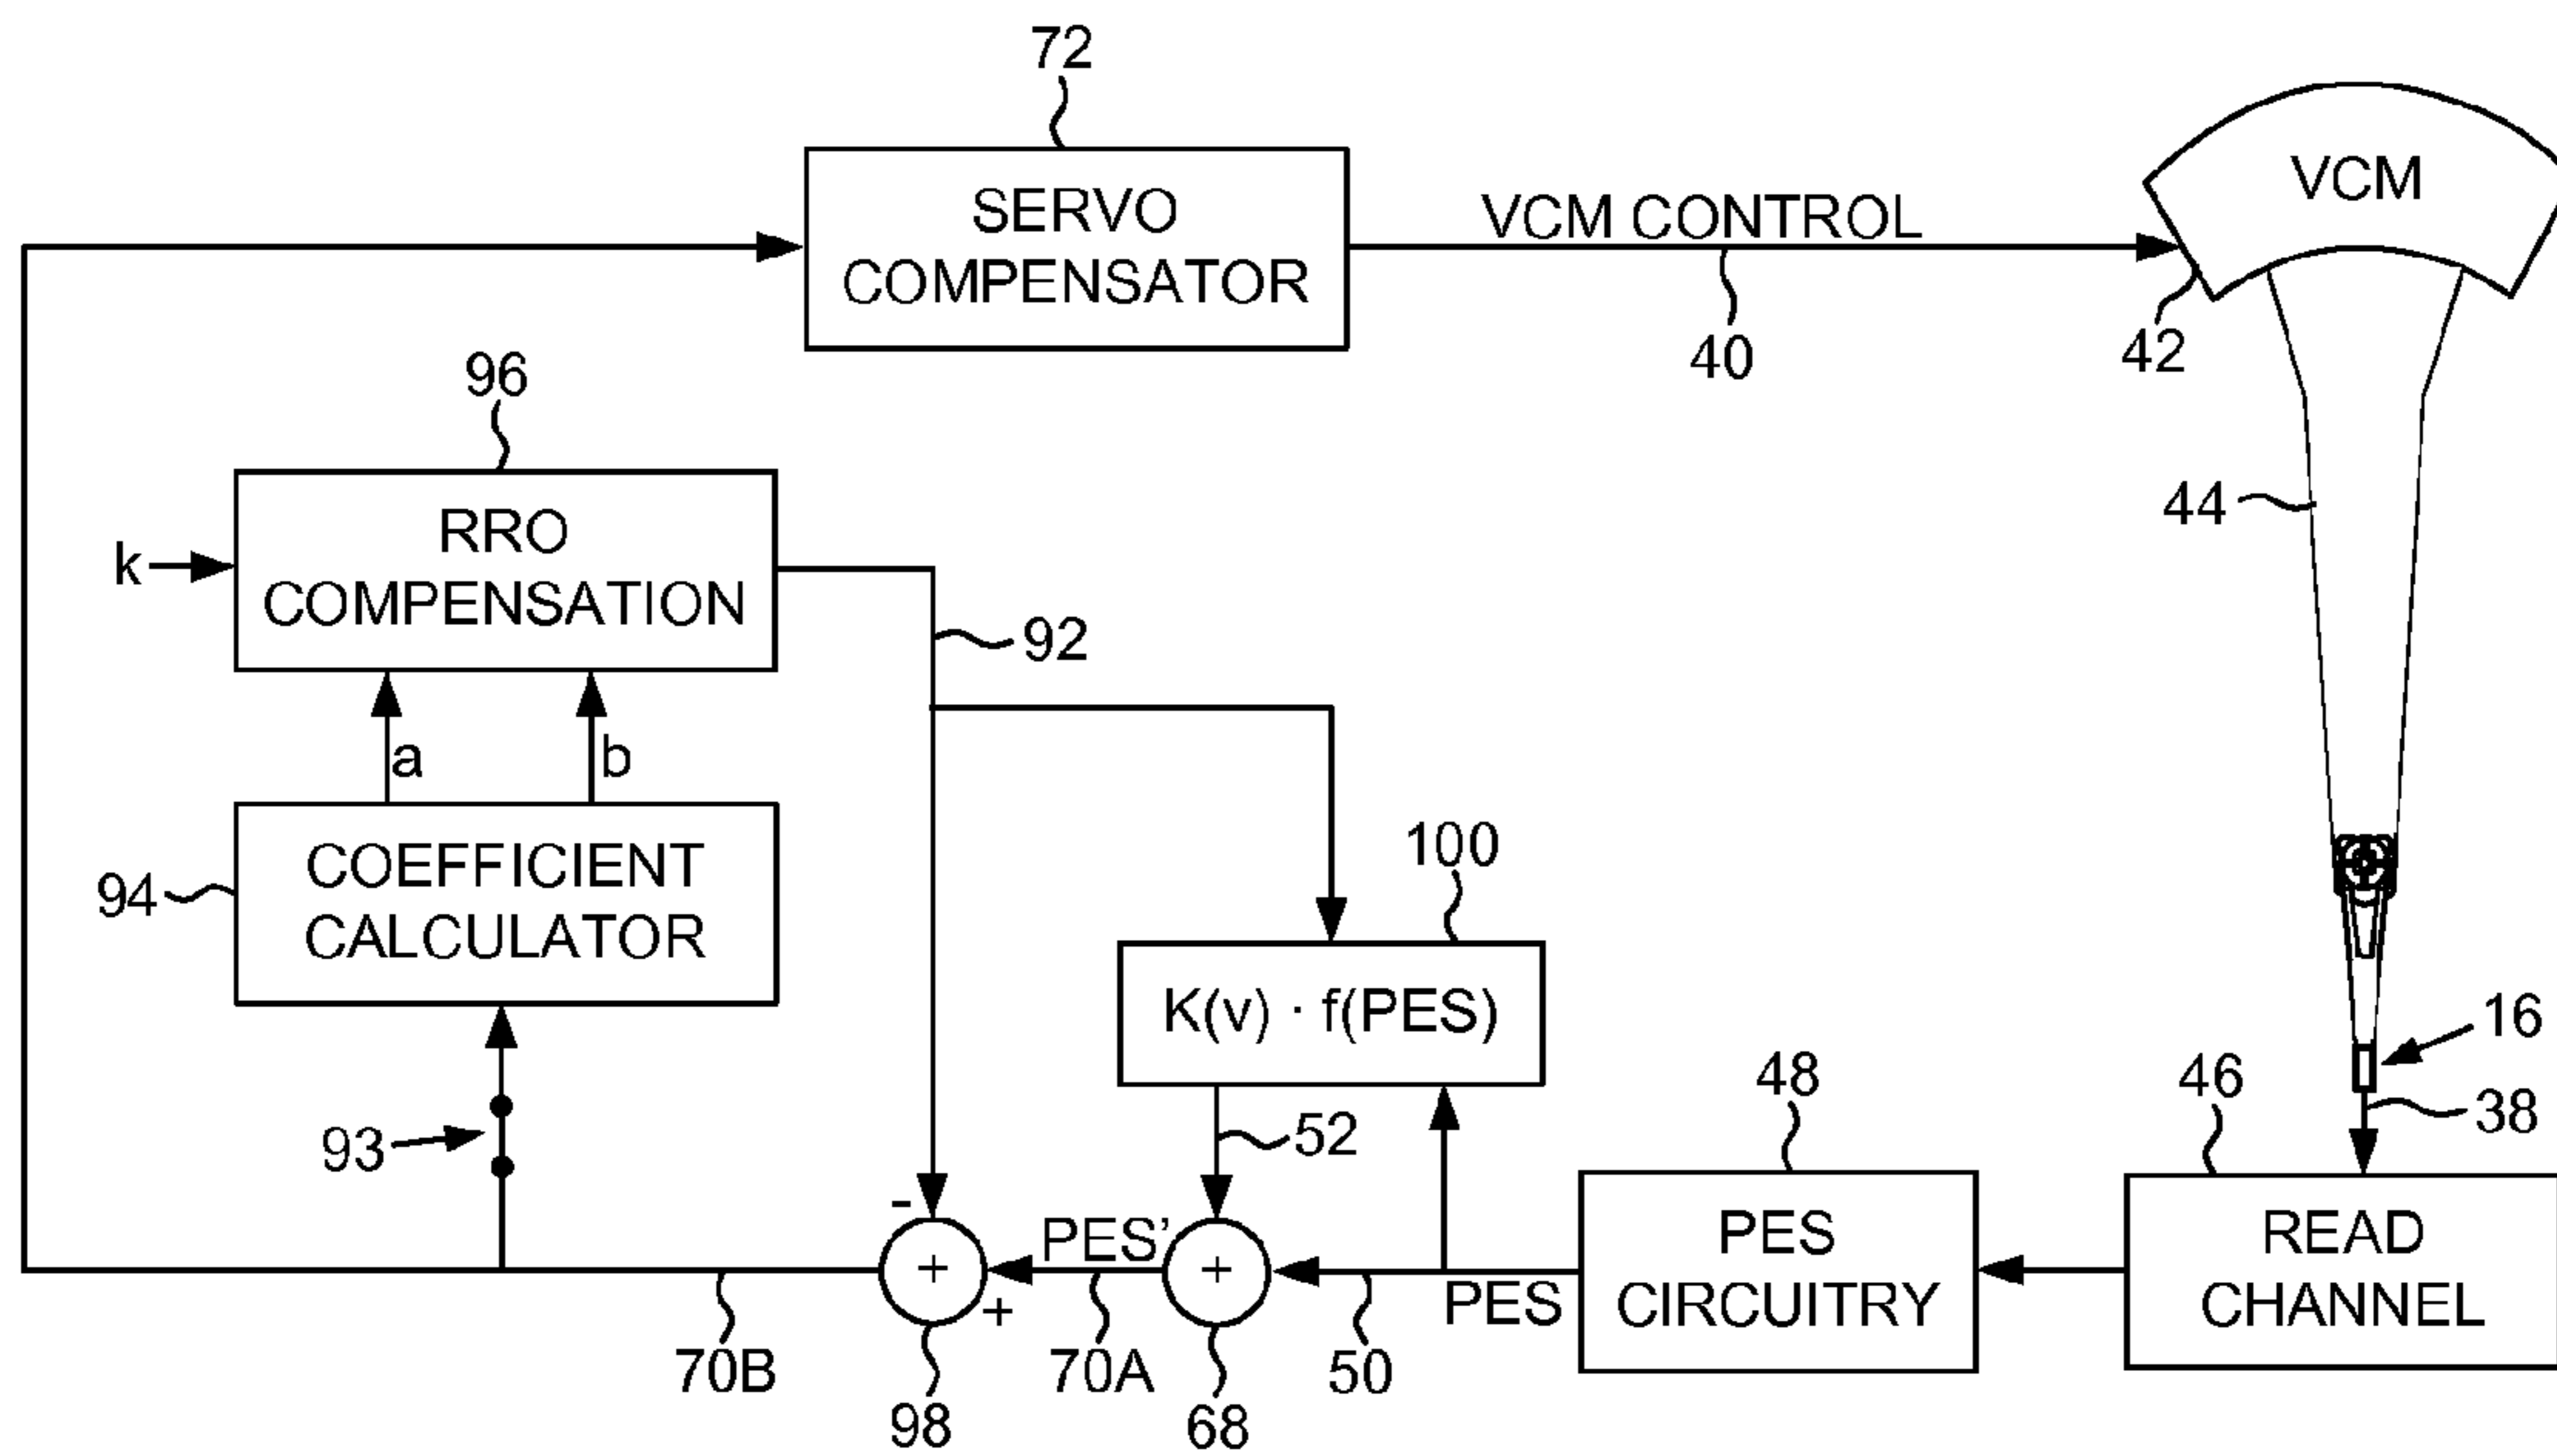 72
SERVO
COMPENSATOR
VCM CONTROL
40
VCM
42
44
96
RRO
COMPENSATION
k
92
a
b
94
COEFFICIENT
CALCULATOR
100
K(v) · f(PES)
16
38
46
48
52
93
READ
CHANNEL
PES
CIRCUITRY
PES
50
+
68
PES'
70A
-
+
+
98
70B